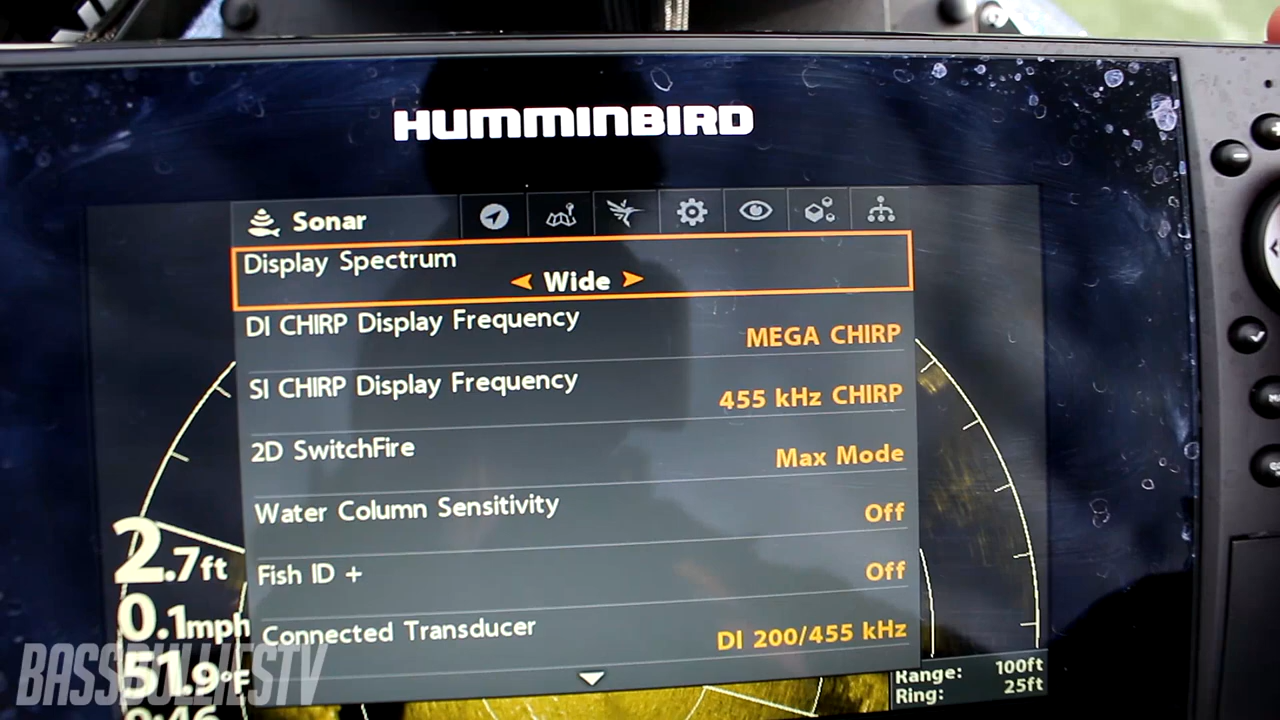 HUMMINBIRD
Sonar
Display Spectrum
Wide
DI CHIRP Display Frequency
MEGA CHIRP
SI CHIRP Display Frequency
455 kHz CHIRP
2D SwitchFire
Max Mode
Water Column Sensitivity
Off
Fish ID +
Off
Connected Transducer
DI 200/455 kHz
2.7ft
0.1mph
51.9°F
BASSBULLIESTV
Range: 100ft
Ring: 25ft